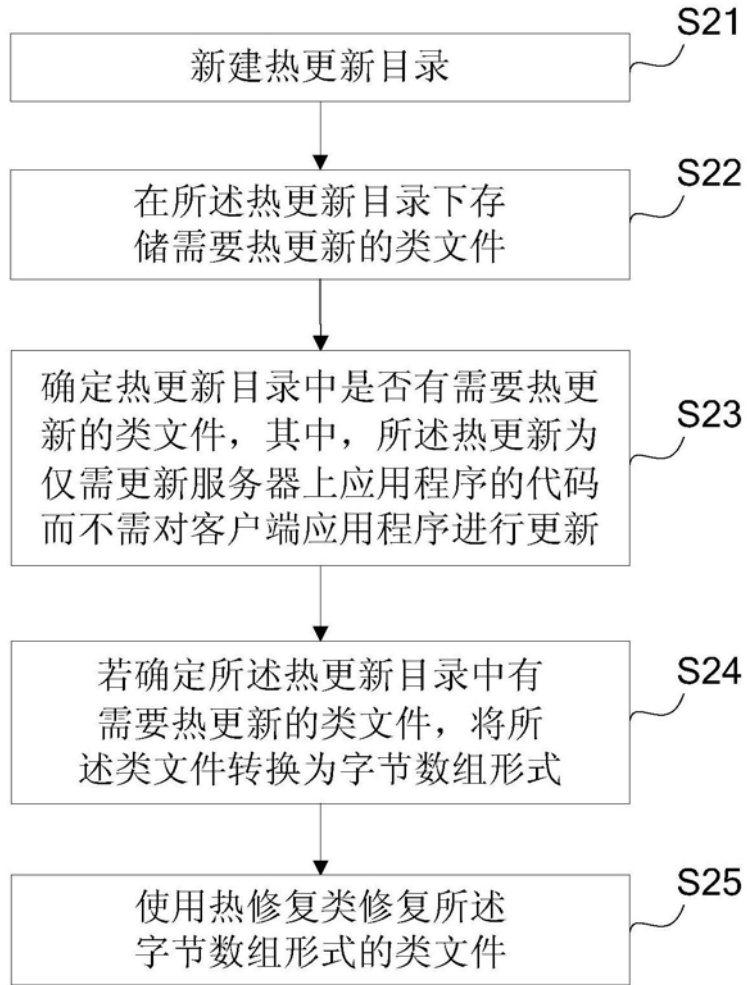 S21
新建热更新目录
S22
在所述热更新目录下存
储需要热更新的类文件
确定热更新目录中是否有需要热更
新的类文件，其中，所述热更新为
S23
仅需更新服务器上应用程序的代码
而不需对客户端应用程序进行更新
S24
若确定所述热更新目录中有
需要热更新的类文件，将所
述类文件转换为字节数组形式
S25
使用热修复类修复所述
字节数组形式的类文件